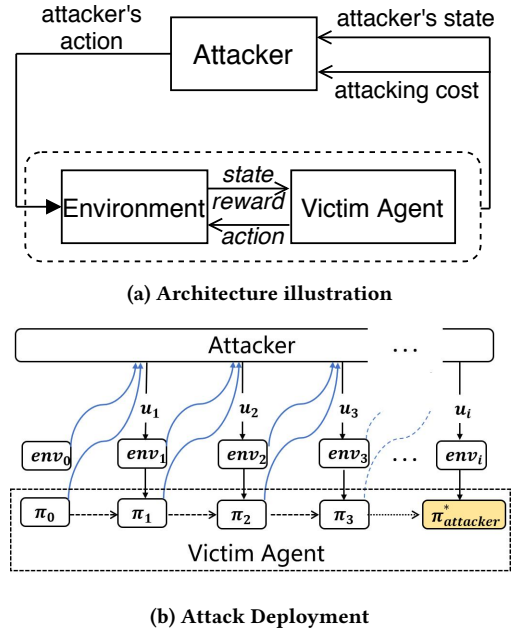 attacker's
action
Attacker
attacker's state
attacking cost
Environment
state
reward
action
Victim Agent
(a) Architecture illustration
Attacker
...
u₁ u₂ u₃ uᵢ
env₀ env₁ env₂ env₃ ... envᵢ
π₀ π₁ π₂ π₃ π*attacker
Victim Agent
(b) Attack Deployment